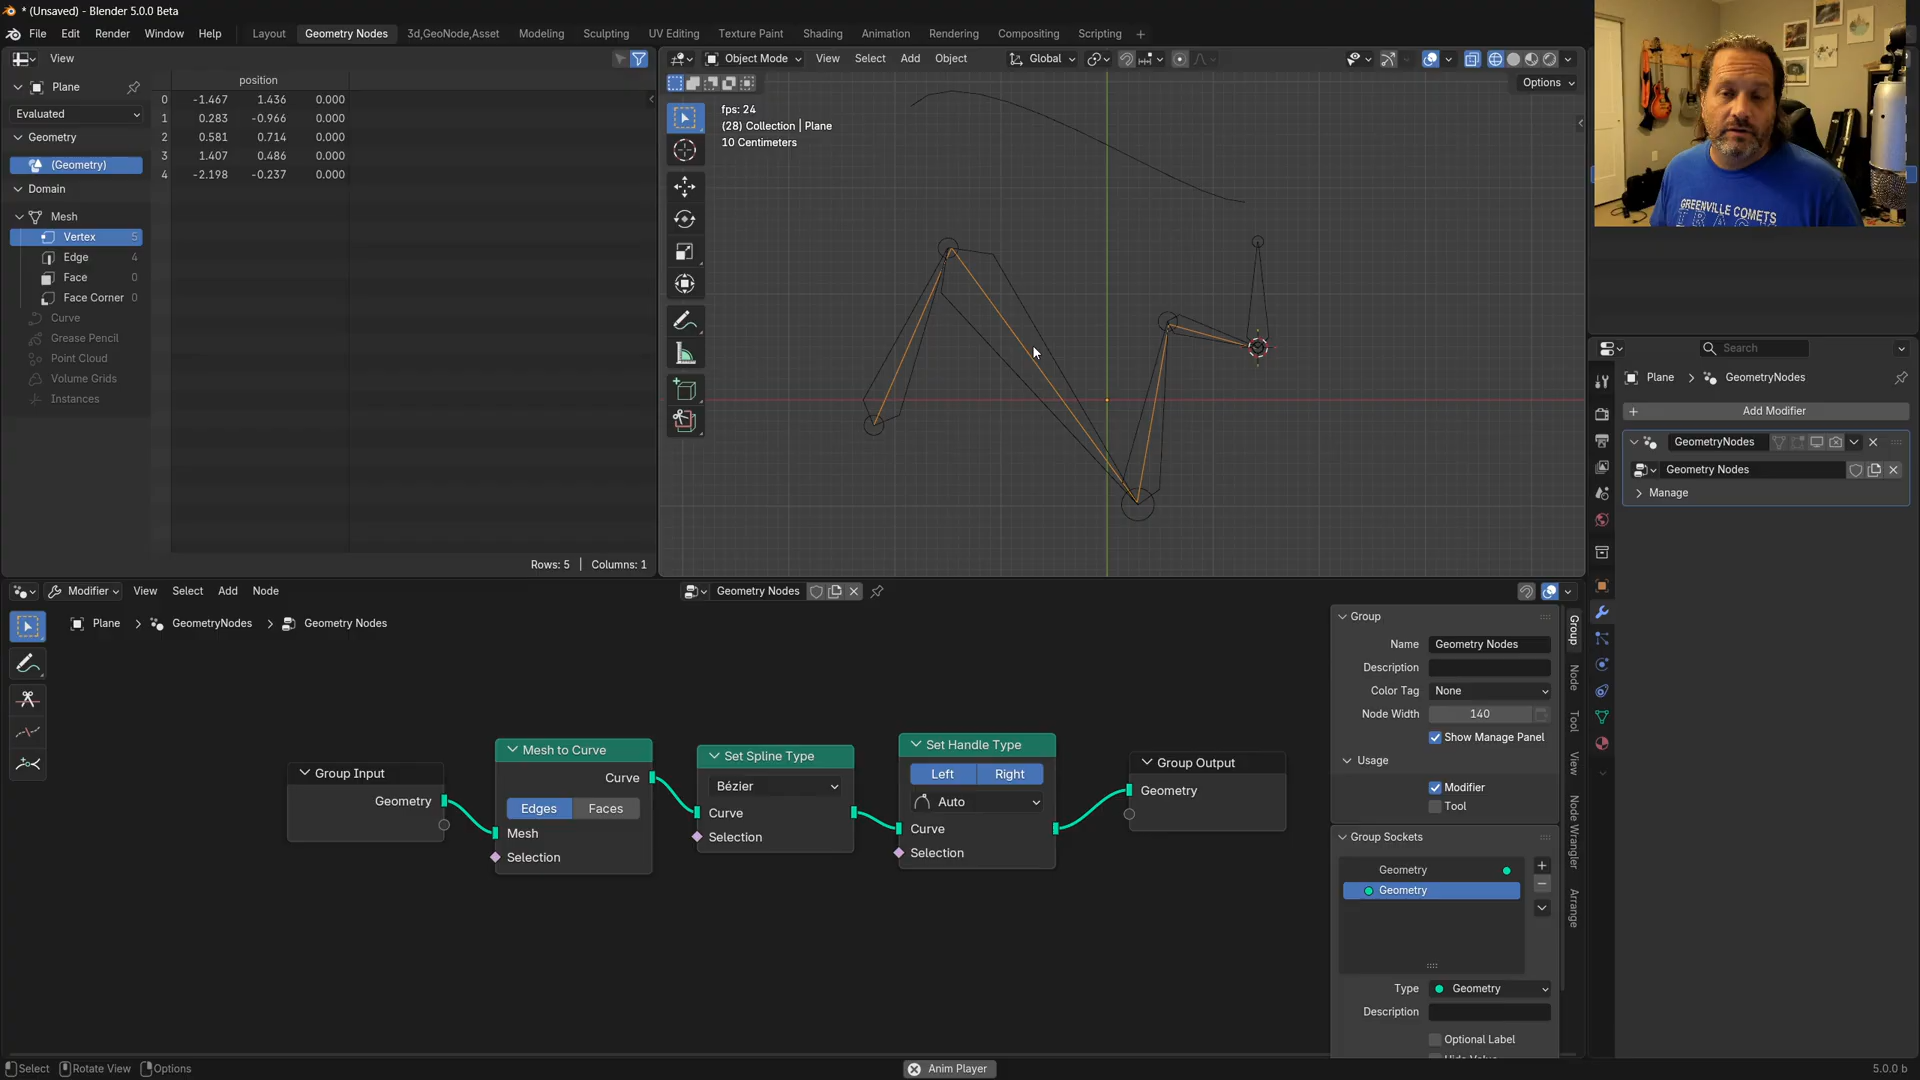 * (Unsaved) - Blender 5.0.0 Beta
File Edit Render Window Help
Layout Geometry Nodes 3d,GeoNode,Asset Modeling Sculpting UV Editing Texture Paint Shading Animation Rendering Compositing Scripting
View
Plane
Evaluated
Geometry
(Geometry)
Domain
Mesh
Vertex 5
Edge 4
Face 0
Face Corner 0
Curve
Grease Pencil
Point Cloud
Volume Grids
Instances
position
0 -1.467 1.436 0.000
1 0.283 -0.966 0.000
2 0.581 0.714 0.000
3 1.407 0.486 0.000
4 -2.198 -0.237 0.000
Rows: 5 | Columns: 1
Object Mode View Select Add Object Global
Options
fps: 24
(28) Collection | Plane
10 Centimeters
GREENVILLE COMETS
TRACK
Search
Plane > GeometryNodes
Add Modifier
GeometryNodes
Geometry Nodes
Manage
Modifier View Select Add Node Geometry Nodes
Plane > GeometryNodes > Geometry Nodes
Group Input
Geometry
Mesh to Curve
Curve
Edges Faces
Mesh
Selection
Set Spline Type
Bézier
Curve
Selection
Set Handle Type
Left Right
Auto
Curve
Selection
Group Output
Geometry
Group
Name Geometry Nodes
Description
Color Tag None
Node Width 140
Show Manage Panel
Usage
Modifier
Tool
Group Sockets
Geometry
Geometry
Type Geometry
Description
Optional Label
Group
Node
Tool
View
Node Wrangler
Arrange
Select Rotate View Options
Anim Player
5.0.0 b